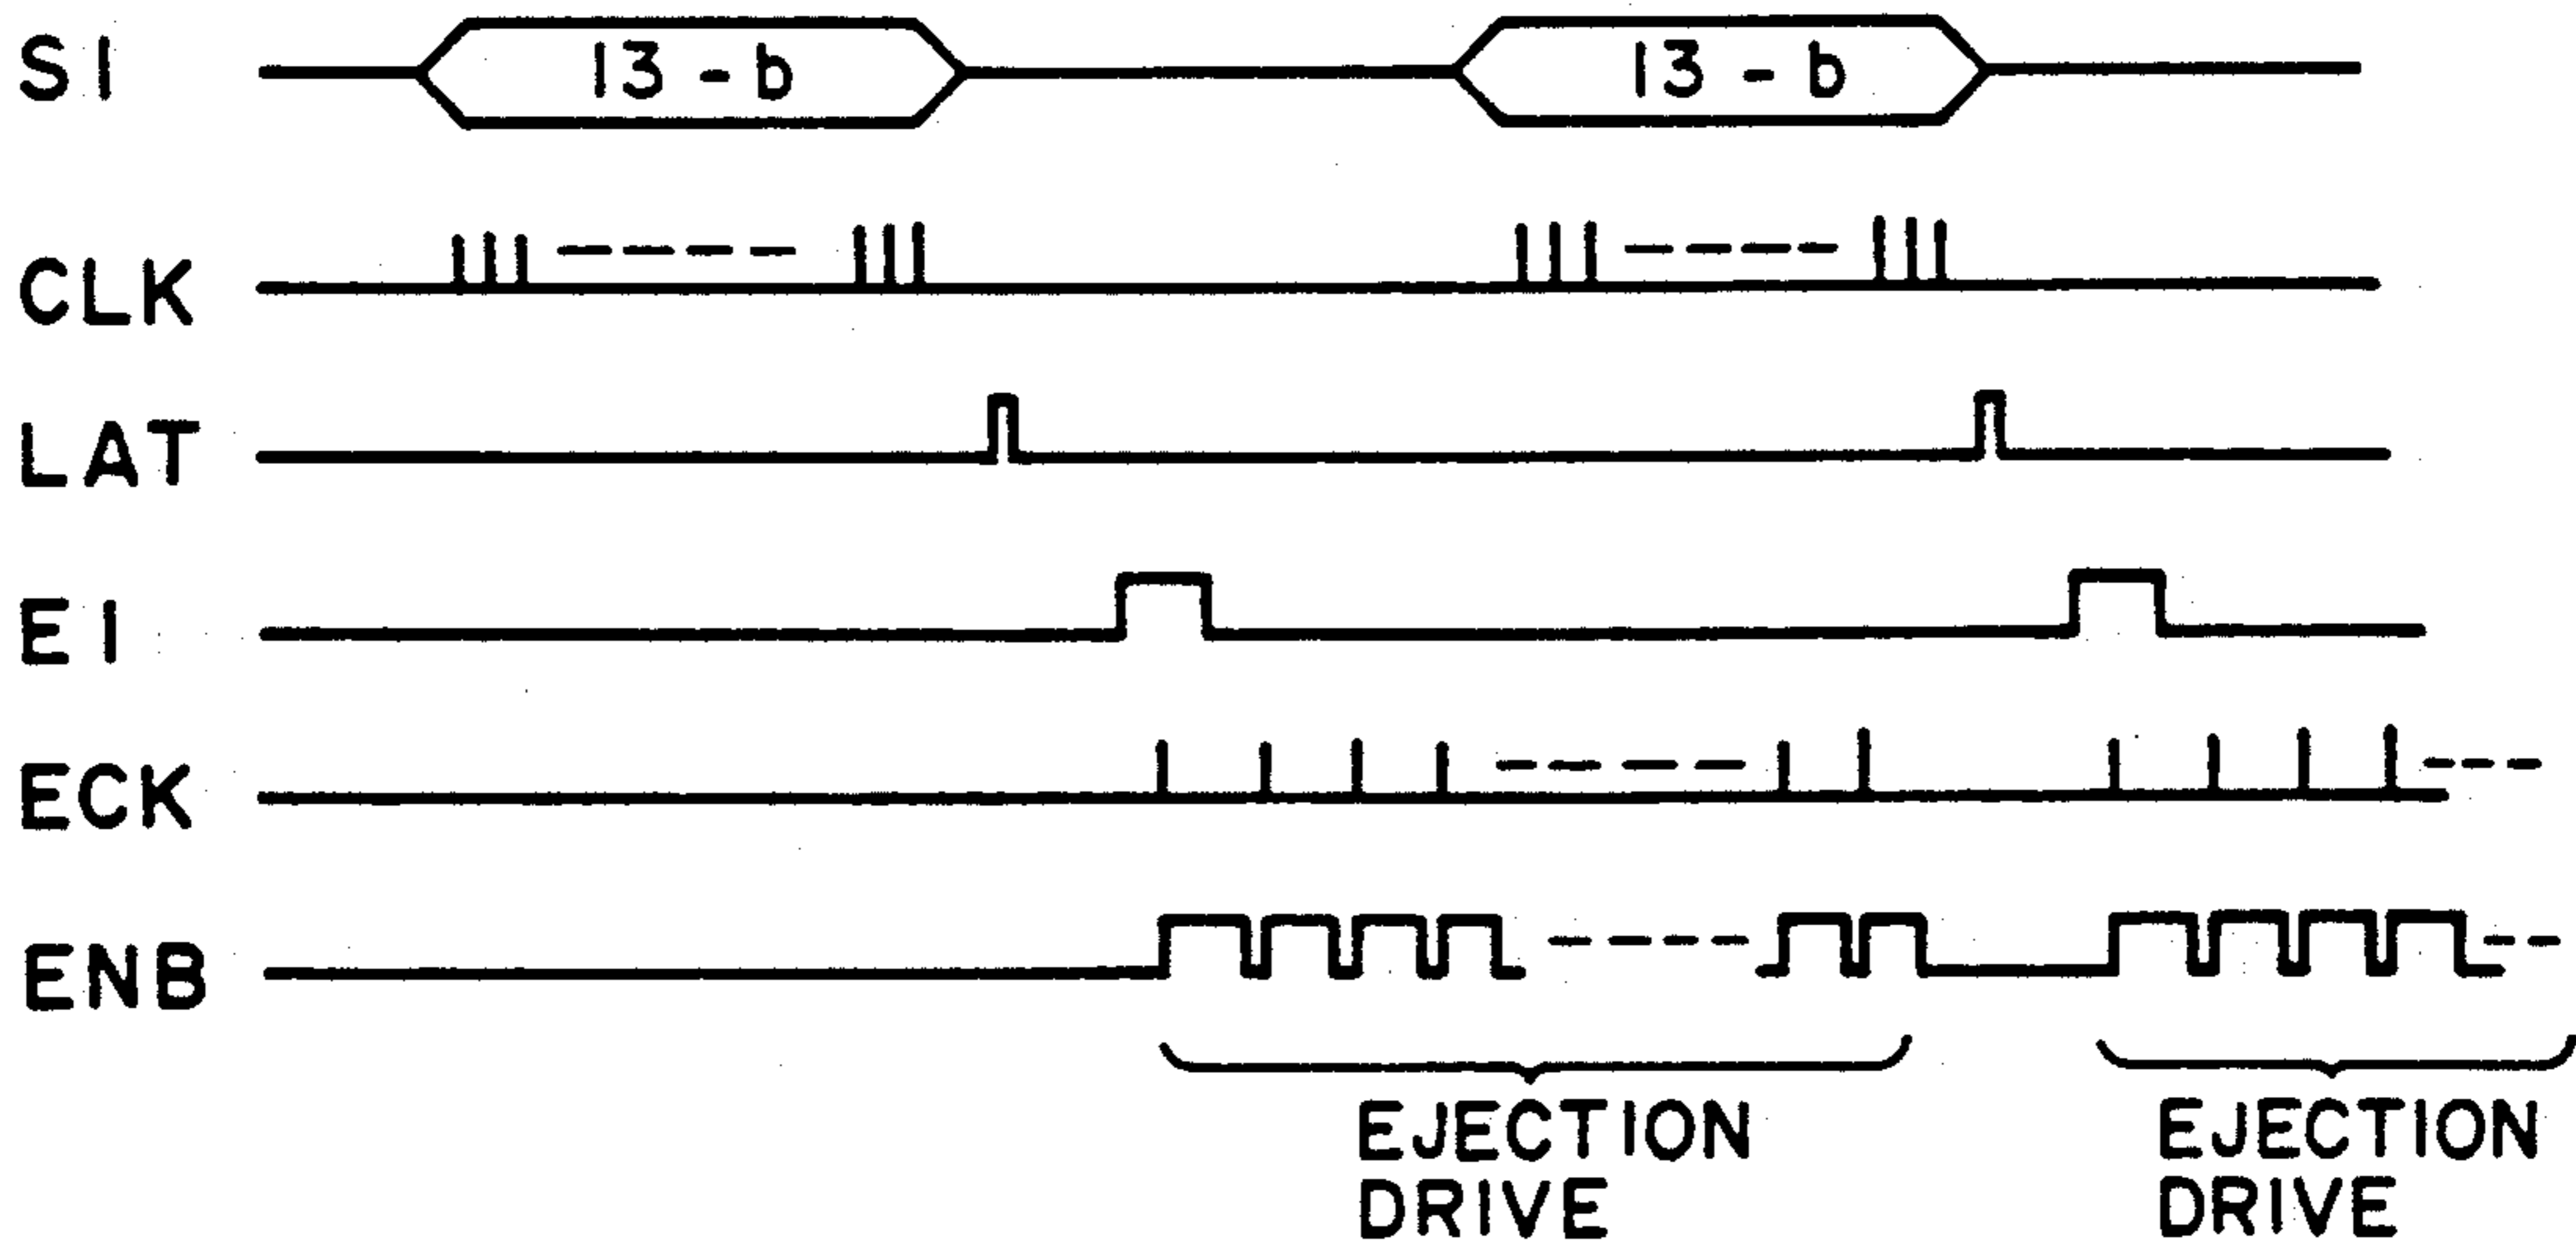 SI 13-b 13-b
CLK
LAT
EI
ECK
ENB
EJECTION DRIVE
EJECTION DRIVE